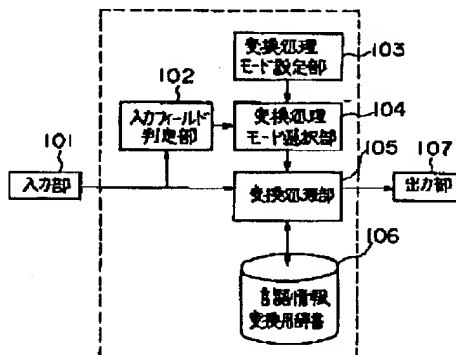 103
変換処理
モード設定部
102
入力フィールド
判定部
104
変換処理
モード選択部
101
入力部
105
変換処理部
107
出力部
106
言語情報
変換用辞書